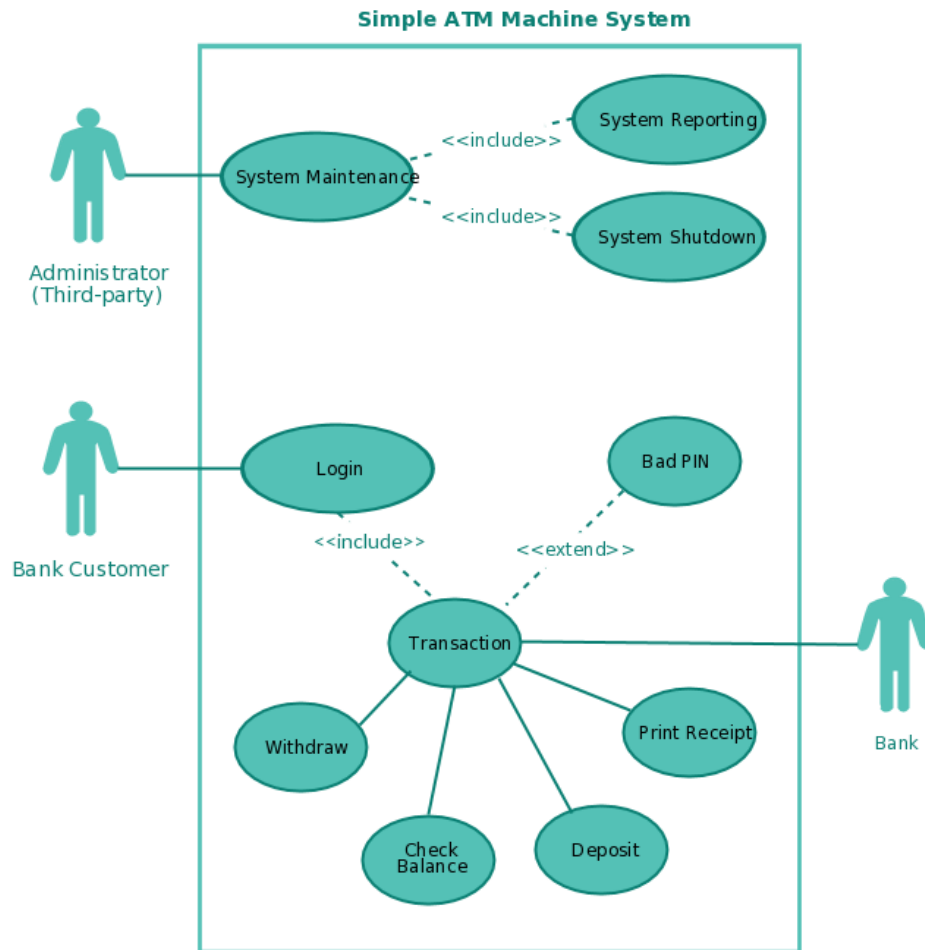 Simple ATM Machine System
System Reporting
<<include>>
System Maintenance
<<include>>
System Shutdown
Administrator
(Third-party)
Bad PIN
Login
<<include>>
<<extend>>
Bank Customer
Transaction
Print Receipt
Withdraw
Bank
Check
Balance
Deposit